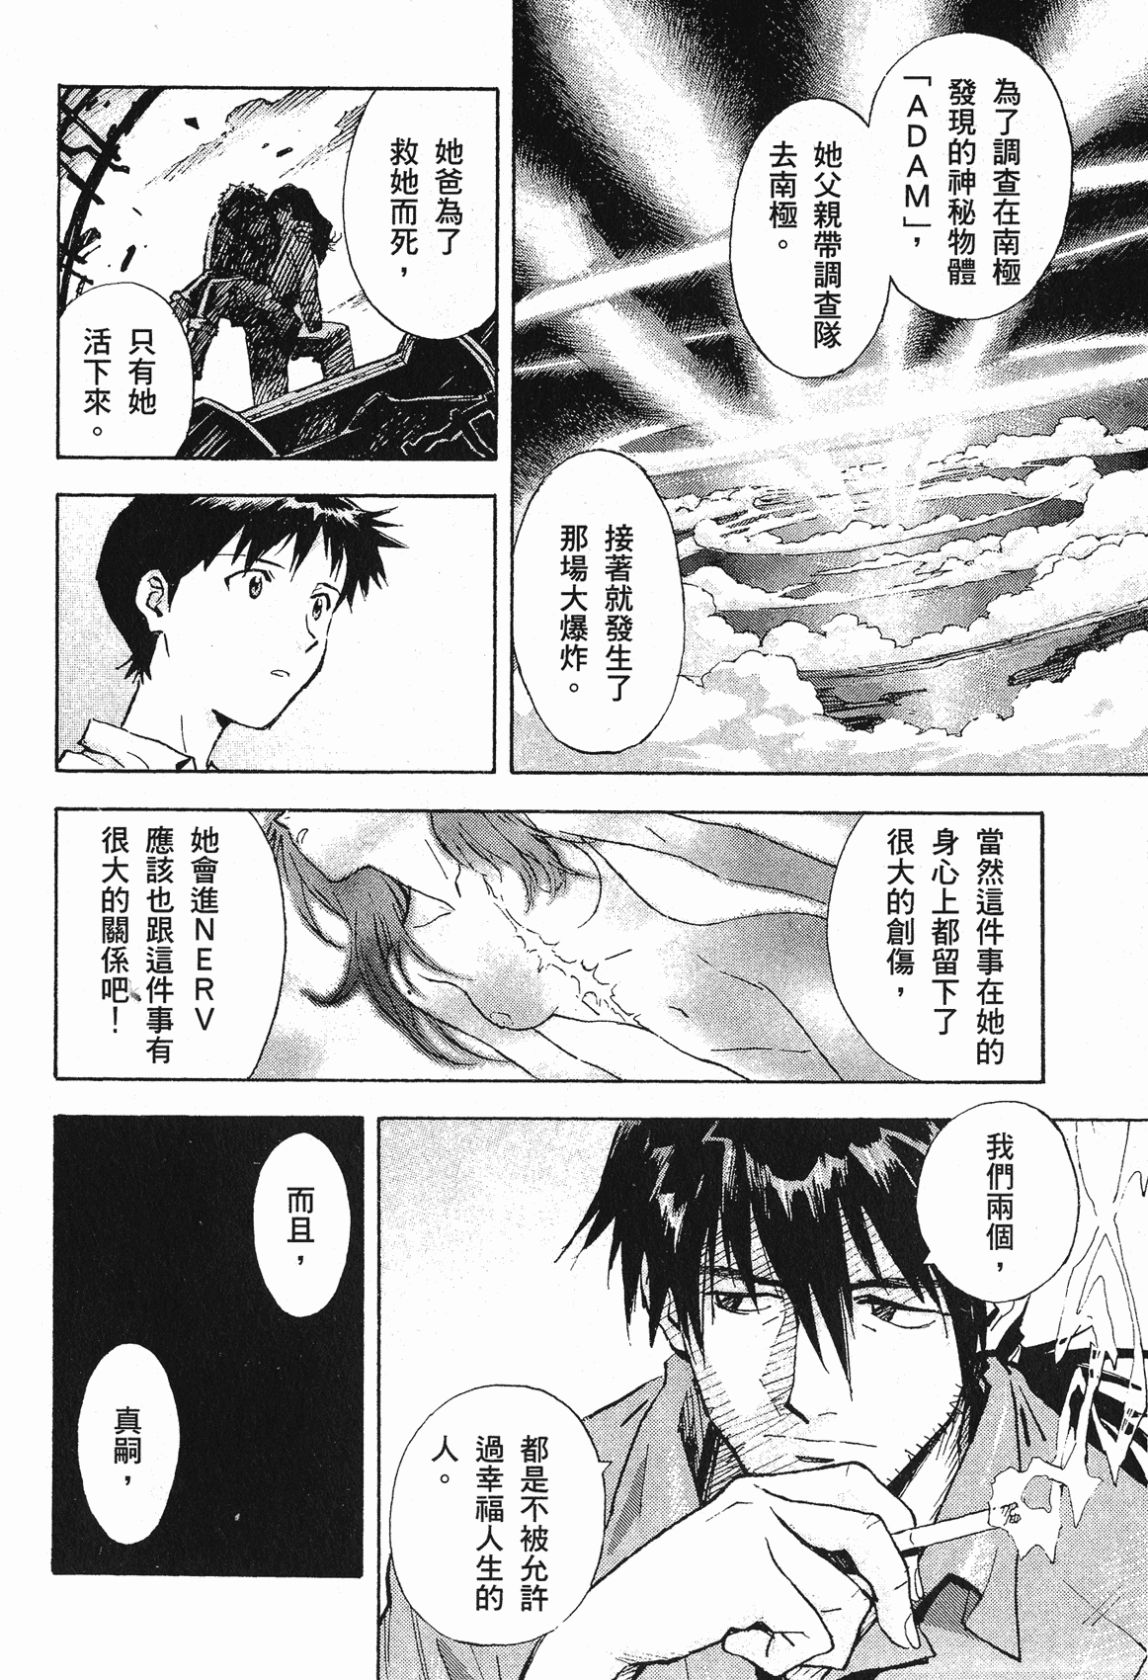 為了調查在南極
發現的神秘物體
「ADAM」，
她父親帶調查隊
去南極。
接著就發生了
那場大爆炸。
她爸為了
救她而死，
只有她
活下來。
當然這件事在她的
身心上都留下了
很大的創傷，
她會進NERV
應該也跟這件事有
很大的關係吧！
我們兩個，
都是不被允許
過幸福人生的
人。
而且，
真嗣，